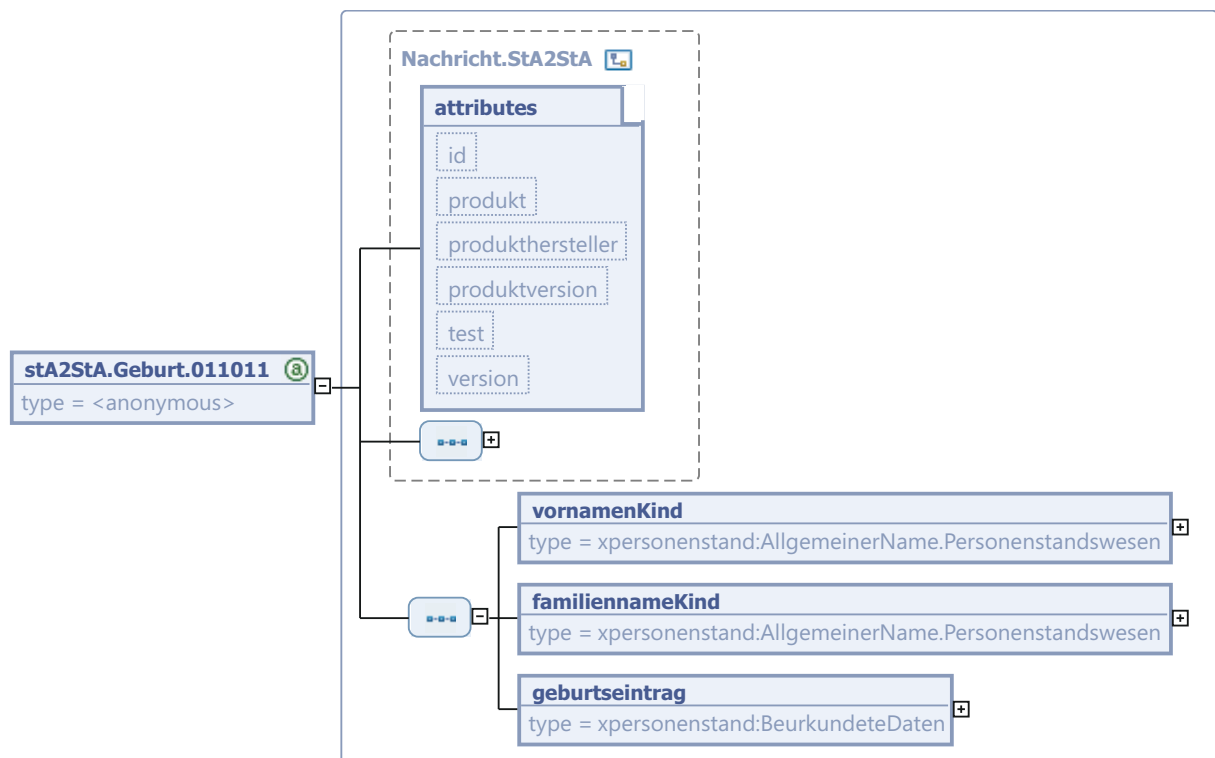 Nachricht.StA2StA
attributes
id
produkt
produkthersteller
produktversion
test
version
stA2StA.Geburt.011011 a
type = <anonymous>
vornamenKind
type = xpersonenstand:AllgemeinerName.Personenstandswesen
familiennameKind
type = xpersonenstand:AllgemeinerName.Personenstandswesen
geburtseintrag
type = xpersonenstand:BeurkundeteDaten